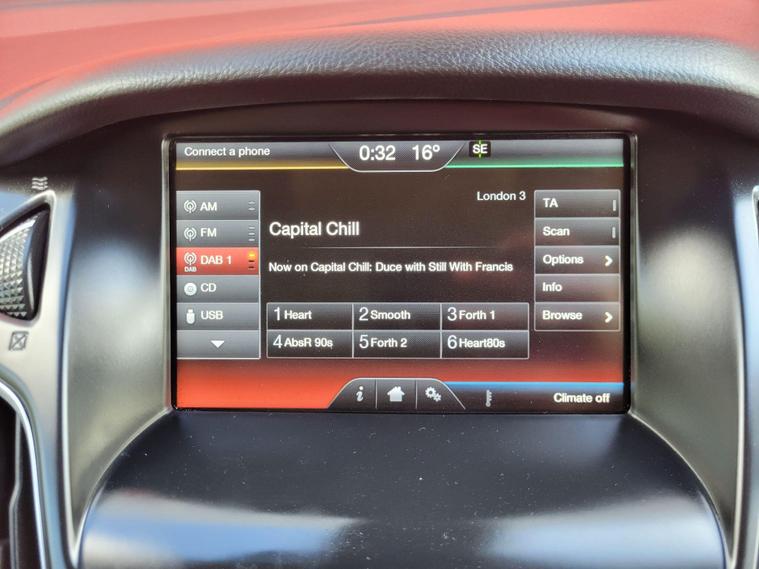 Connect a phone
0:32 16°
SE
AM
FM
DAB 1
DAB
CD
USB
London 3
Capital Chill
Now on Capital Chill: Duce with Still With Francis
1 Heart
2 Smooth
3 Forth 1
4 AbsR 90s
5 Forth 2
6 Heart80s
TA
Scan
Options
Info
Browse
i
Climate off